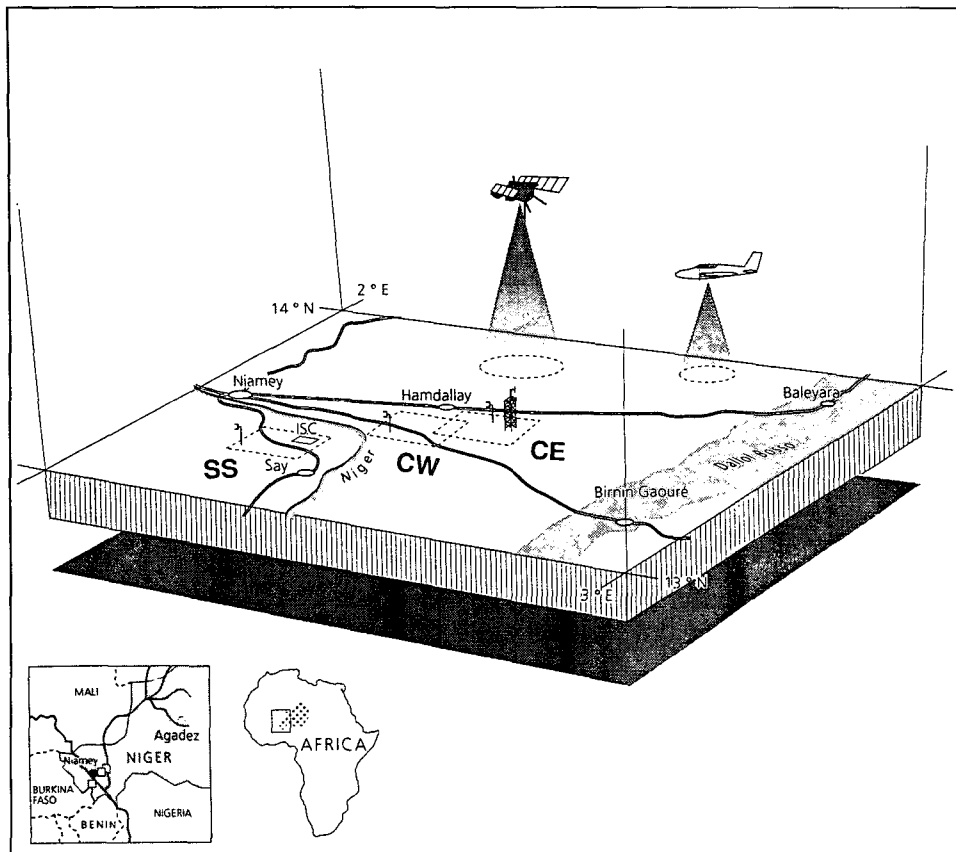 2 ° E
14 ° N
Niamey
Hamdallay
Baleyara
ISC
SS
Say
Niger
CW
CE
Dallol Bosso
Birnin Gaouré
13 ° N
3 ° E
MALI
Agadez
Niamey
NIGER
BURKINA
FASO
BENIN
NIGERIA
AFRICA